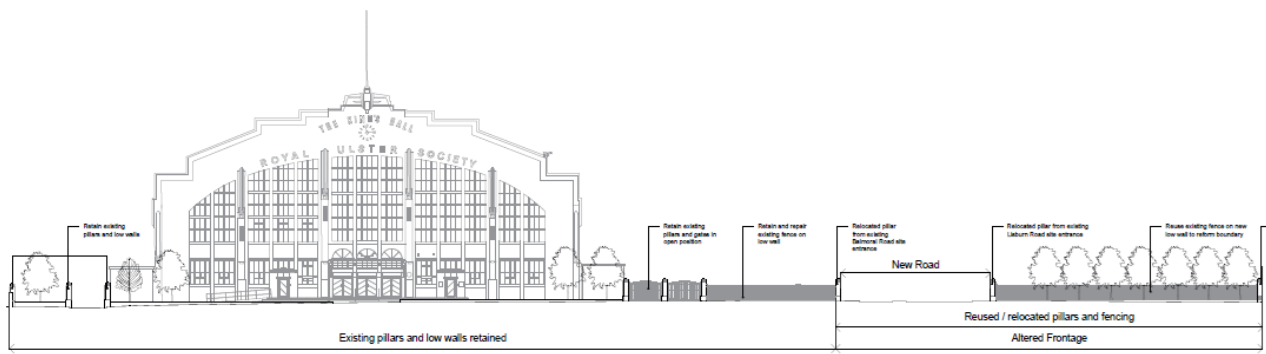 THE KING'S HALL
ROYAL ULSTER SOCIETY
Retain existing
pillars and low walls
Retain existing
pillars and gates in
open position
Retain and repair
existing fence on
low wall
Relocated pillar
from existing
Balmoral Road site
entrance
Relocated pillar from existing
Lisburn Road site entrance
Reuse existing fence on new
low wall to reform boundary
New Road
Reused / relocated pillars and fencing
Existing pillars and low walls retained
Altered Frontage